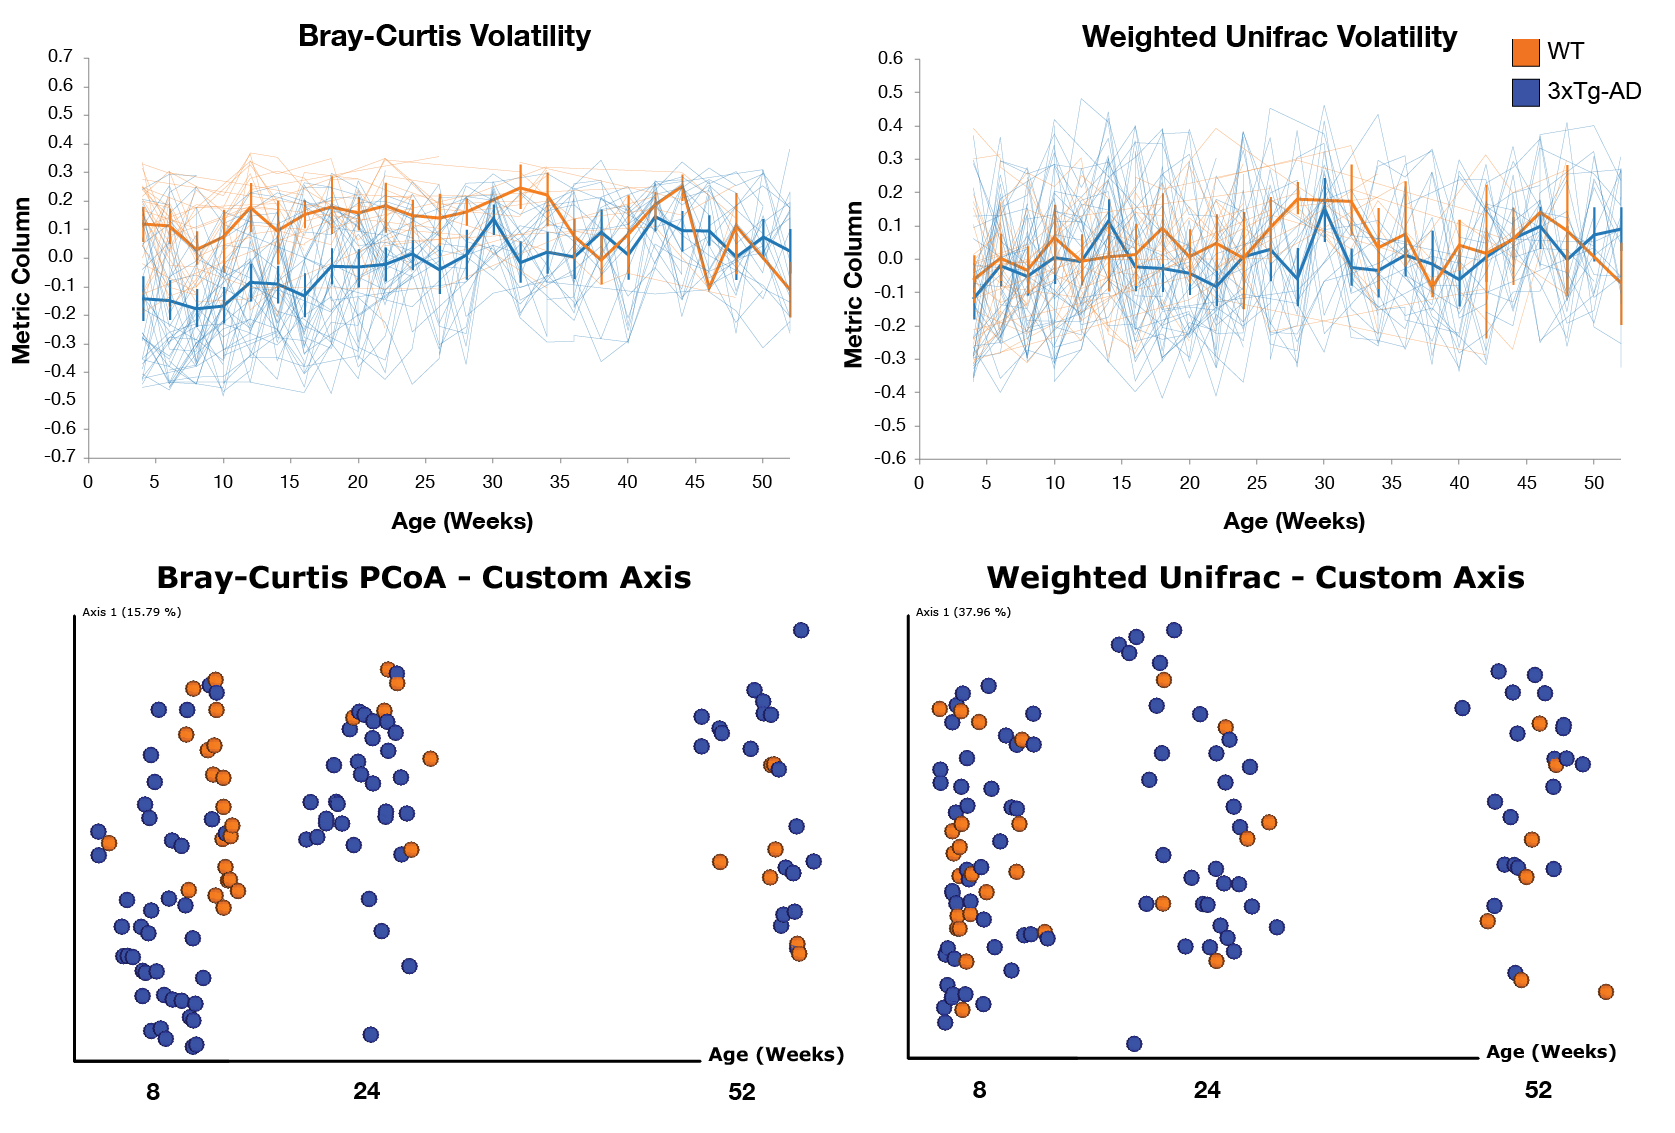 Bray-Curtis Volatility
0.7
0.6
0.5
0.4
0.3
0.2
0.1
0.0
-0.1
-0.2
-0.3
-0.4
-0.5
-0.6
-0.7
Metric Column
0 5 10 15 20 25 30 35 40 45 50
Age (Weeks)
Weighted Unifrac Volatility
WT
3xTg-AD
0.6
0.5
0.4
0.3
0.2
0.1
0.0
-0.1
-0.2
-0.3
-0.4
-0.5
-0.6
Metric Column
0 5 10 15 20 25 30 35 40 45 50
Age (Weeks)
Bray-Curtis PCoA - Custom Axis
Axis 1 (15.79 %)
Age (Weeks)
8 24 52
Weighted Unifrac - Custom Axis
Axis 1 (37.96 %)
Age (Weeks)
8 24 52